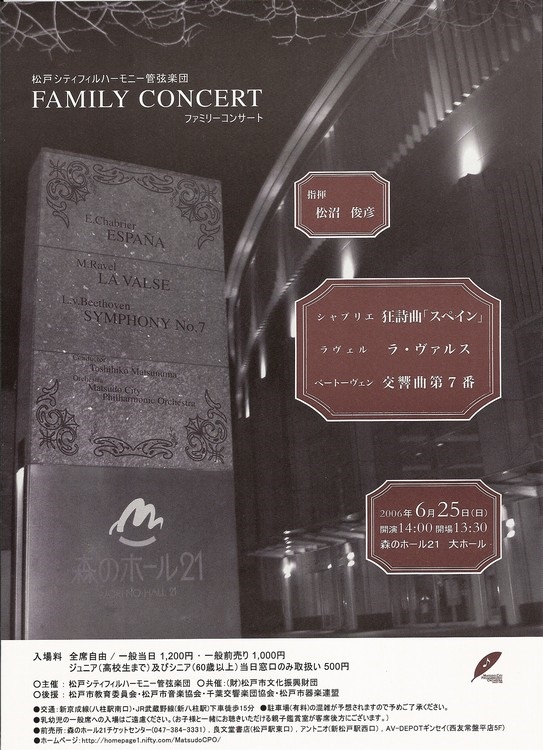 松戸シティフィルハーモニー管弦楽団
FAMILY CONCERT
ファミリーコンサート
指揮
松沼 俊彦
E.Chabrier
ESPAÑA
M.Ravel
LA VALSE
L.v.Beethoven
SYMPHONY No.7
Conductor
Toshihiko Matsunuma
Orchestra
Matsudo City
Philharmonic Orchestra
シャブリエ 狂詩曲「スペイン」
ラヴェル ラ・ヴァルス
ベートーヴェン 交響曲第7番
2006年6月25日(日)
開演14:00 開場13:30
森のホール21 大ホール
森のホール21
入場料 全席自由 / 一般当日 1,200円 ・ 一般前売り 1,000円
ジュニア(高校生まで)及びシニア(60歳以上)当日窓口のみ取扱い 500円
○主催 : 松戸シティフィルハーモニー管弦楽団 ○共催 : (財)松戸市文化振興財団
○後援 : 松戸市教育委員会・松戸市音楽協会・千葉交響楽団協会・松戸市器楽連盟
●交通 : 新京成線(八柱駅南口)・JR武蔵野線(新八柱駅)下車徒歩15分 ●駐車場(有料)の混雑が予想されますので予めご了承ください。
●乳幼児の一般席への入場はご遠慮ください。(お子様と一緒にお聴きいただける親子鑑賞室が客席後方にございます。)
●前売所 : 森のホール21チケットセンター(047-384-3331)、良文堂書店(松戸駅東口)、アントニオ(新松戸駅西口)、AV-DEPOTギンセイ(西友常盤平店5F)
●ホームページ : http://homepage1.nifty.com/MatsudoCPO/